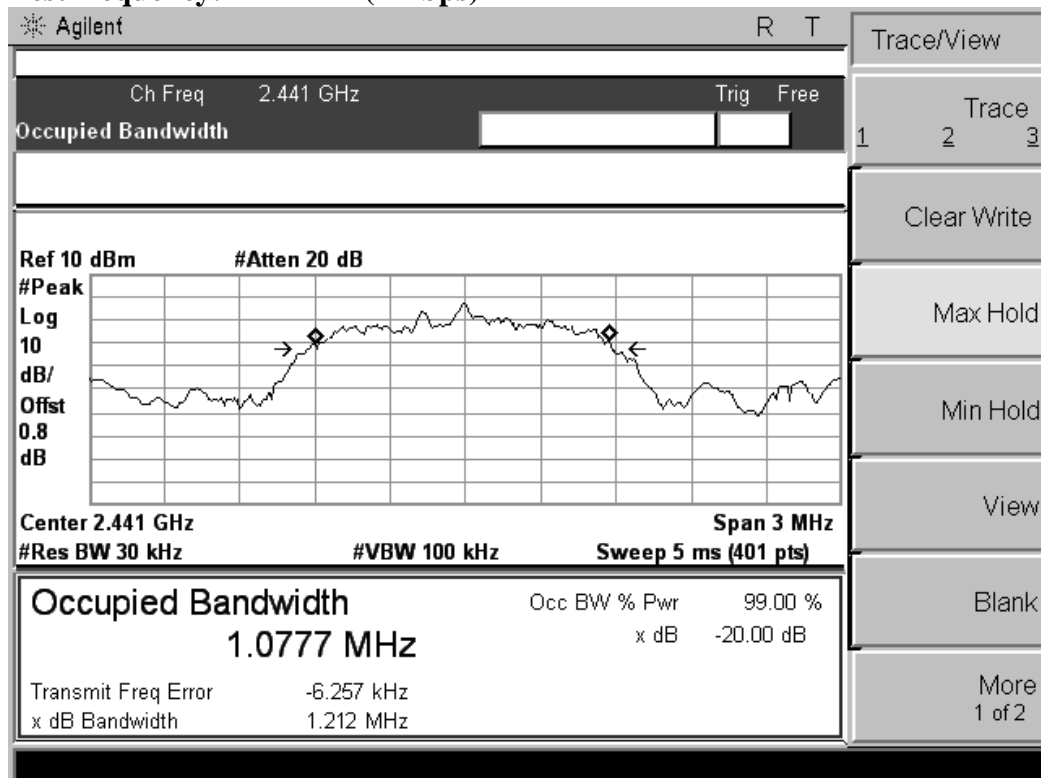 Agilent R T
Trace/View
Ch Freq 2.441 GHz Trig Free
Occupied Bandwidth
Trace
1 2 3
Clear Write
Ref 10 dBm #Atten 20 dB
#Peak
Log
10
dB/
Offst
0.8
dB
Max Hold
Min Hold
View
Center 2.441 GHz Span 3 MHz
#Res BW 30 kHz #VBW 100 kHz Sweep 5 ms (401 pts)
Occupied Bandwidth
1.0777 MHz
Occ BW % Pwr 99.00 %
x dB -20.00 dB
Transmit Freq Error -6.257 kHz
x dB Bandwidth 1.212 MHz
Blank
More
1 of 2